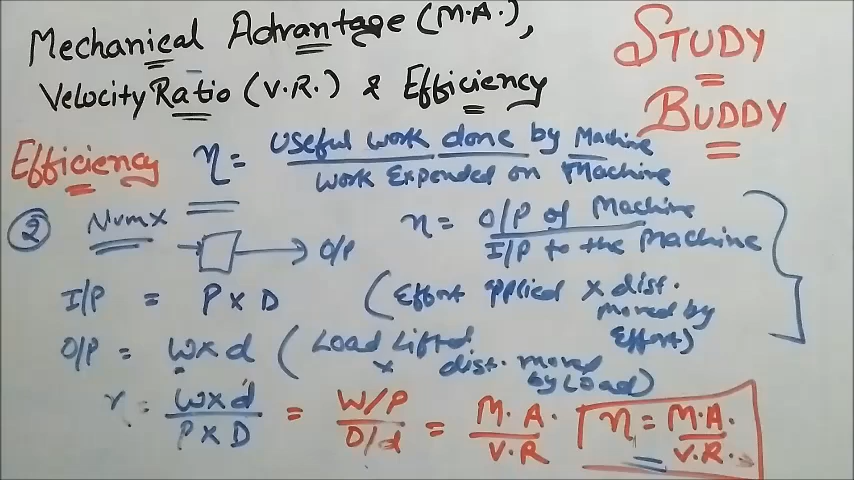 Mechanical Advantage (M.A.),
Velocity Ratio (V.R.) & Efficiency
STUDY
BUDDY
Efficiency η = Useful work done by Machine
Work Expended on Machine
②
η = O/P of Machine
I/P to the Machine
O/P
I/P = P x D (Effort applied x dist.
moved by
Effort)
O/P = W x d (Load Lifted
x dist. moved
by Load)
W x d
P x D
= W/P
D/d
= M.A.
V.R
η = M.A.
V.R.